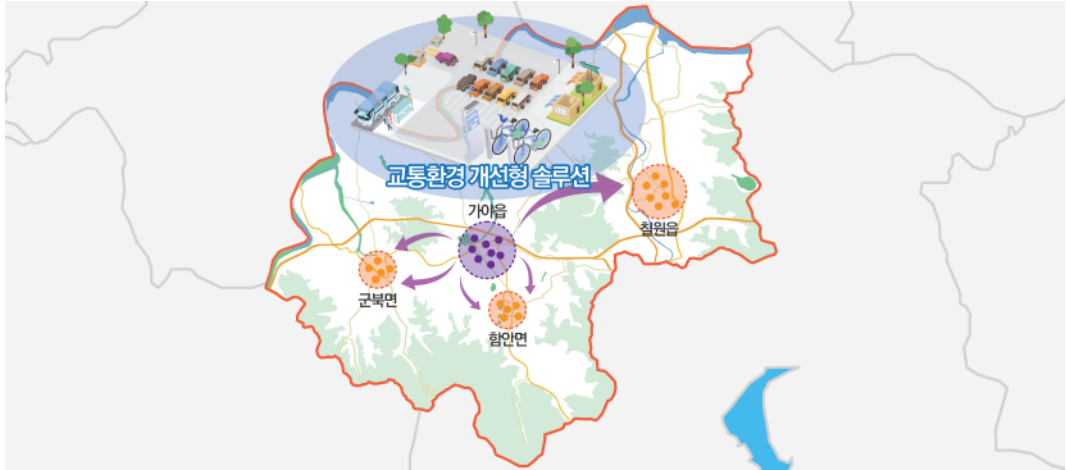 교통환경 개선형 솔루션
가야읍
칠원읍
군북면
함안면